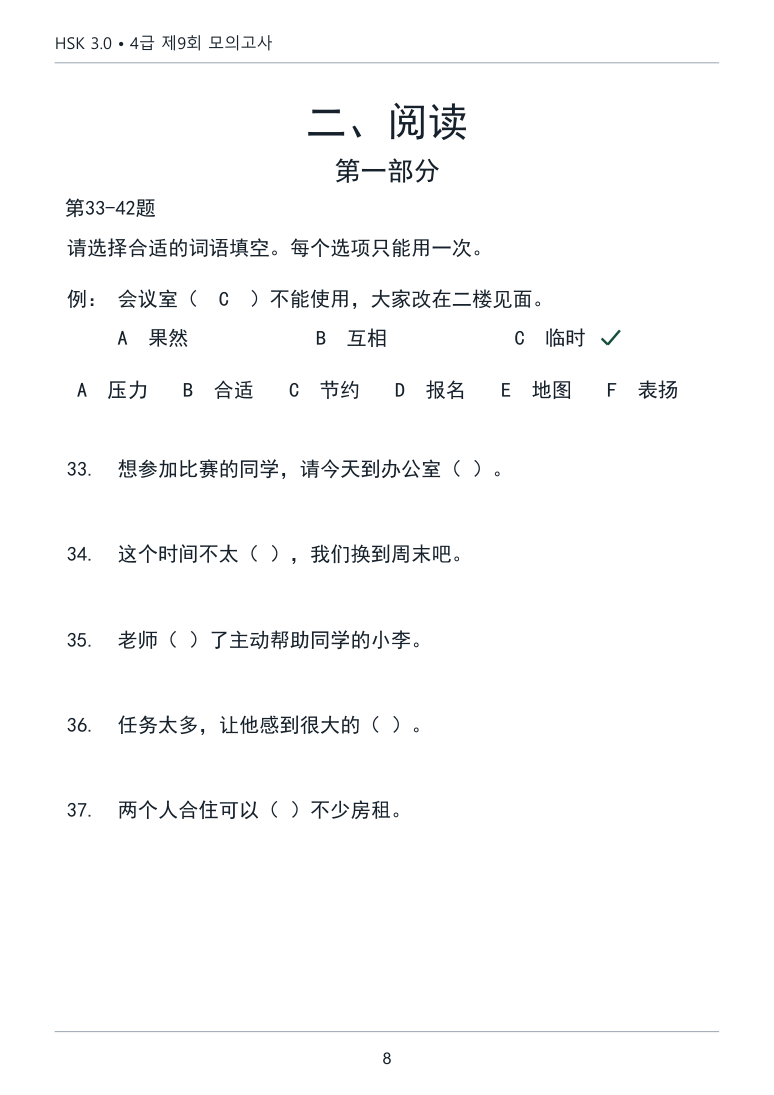 HSK 3.0 • 4급 제9회 모의고사
二、阅读
第一部分
第33-42题
请选择合适的词语填空。每个选项只能用一次。
例： 会议室（ C ）不能使用，大家改在二楼见面。
A 果然 B 互相 C 临时 ✓
A 压力 B 合适 C 节约 D 报名 E 地图 F 表扬
33. 想参加比赛的同学，请今天到办公室（ ）。
34. 这个时间不太（ ），我们换到周末吧。
35. 老师（ ）了主动帮助同学的小李。
36. 任务太多，让他感到很大的（ ）。
37. 两个人合住可以（ ）不少房租。
8